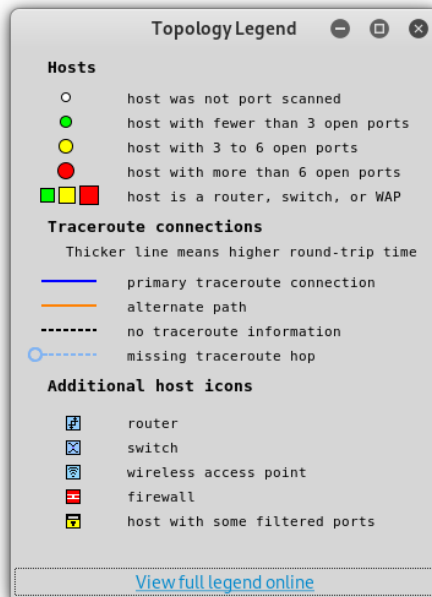 Topology Legend
Hosts
host was not port scanned
host with fewer than 3 open ports
host with 3 to 6 open ports
host with more than 6 open ports
host is a router, switch, or WAP
Traceroute connections
Thicker line means higher round-trip time
primary traceroute connection
alternate path
no traceroute information
missing traceroute hop
Additional host icons
router
switch
wireless access point
firewall
host with some filtered ports
View full legend online